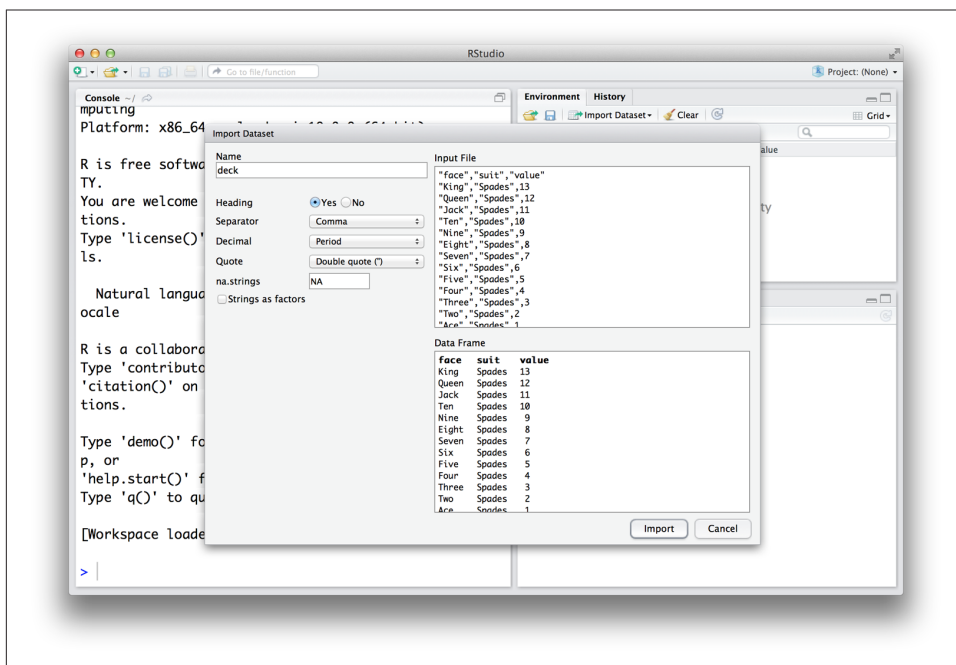 RStudio
Go to file/function
Project: (None)
Console ~/
mputing
Platform: x86_64
R is free softwa
TY.
You are welcome
tions.
Type 'license()'
ls.
Natural langua
ocale
R is a collabora
Type 'contributo
'citation()' on
tions.
Type 'demo()' fo
p, or
'help.start()' f
Type 'q()' to qu
[Workspace loade
>
Environment History
Import Dataset Clear Grid
alue
ty
Import Dataset
Name
deck
Heading Yes No
Separator Comma
Decimal Period
Quote Double quote (")
na.strings NA
Strings as factors
Input File
"face","suit","value"
"King","Spades",13
"Queen","Spades",12
"Jack","Spades",11
"Ten","Spades",10
"Nine","Spades",9
"Eight","Spades",8
"Seven","Spades",7
"Six","Spades",6
"Five","Spades",5
"Four","Spades",4
"Three","Spades",3
"Two","Spades",2
"Ace","Spades",1
Data Frame
face suit value
King Spades 13
Queen Spades 12
Jack Spades 11
Ten Spades 10
Nine Spades 9
Eight Spades 8
Seven Spades 7
Six Spades 6
Five Spades 5
Four Spades 4
Three Spades 3
Two Spades 2
Ace Spades 1
Import Cancel